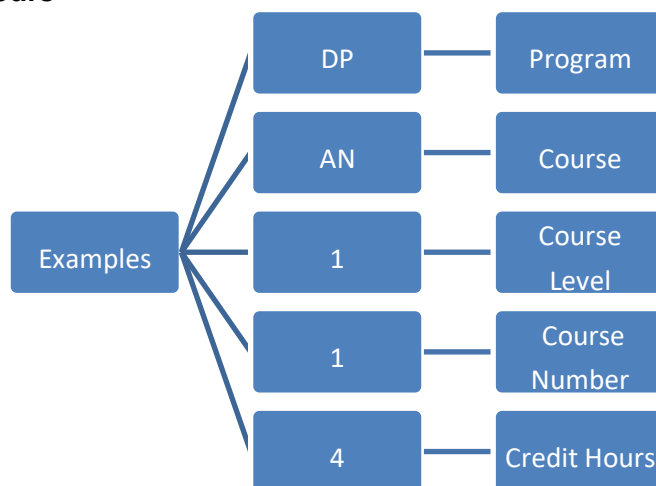 DP
Program
AN
Course
Examples
1
Course
Level
1
Course
Number
4
Credit Hours